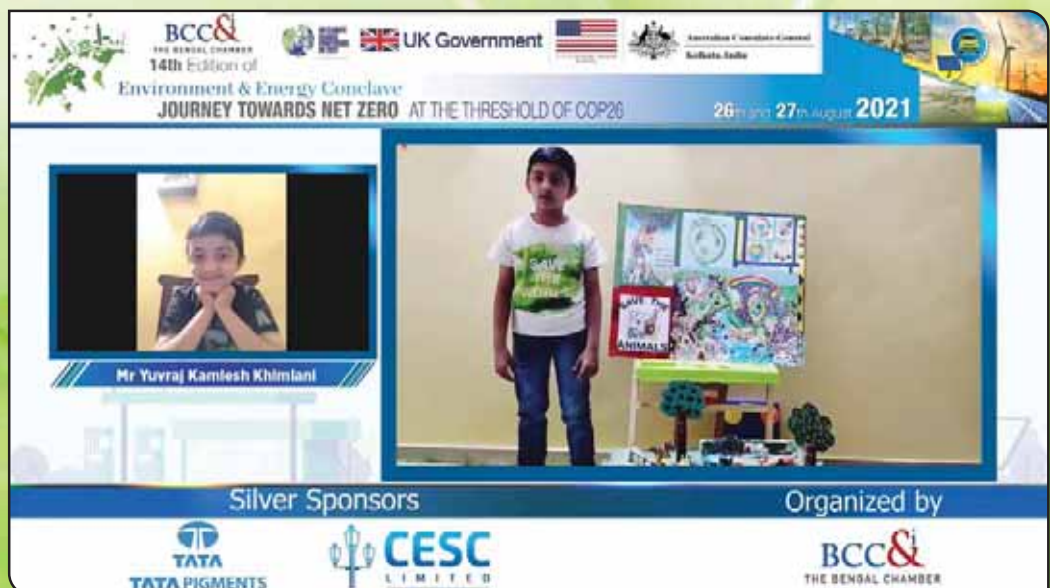 BCC&I
THE BENGAL CHAMBER
14th Edition of
UK Government
Australian Consulate-General
Kolkata, India
Environment & Energy Conclave
JOURNEY TOWARDS NET ZERO AT THE THRESHOLD OF COP26
26th and 27th August 2021
SAVE
THE
SAVE THE
ANIMALS
Mr Yuvraj Kamlesh Khimlani
Silver Sponsors
Organized by
TATA
TATA PIGMENTS
CESC
LIMITED
BCC&I
THE BENGAL CHAMBER